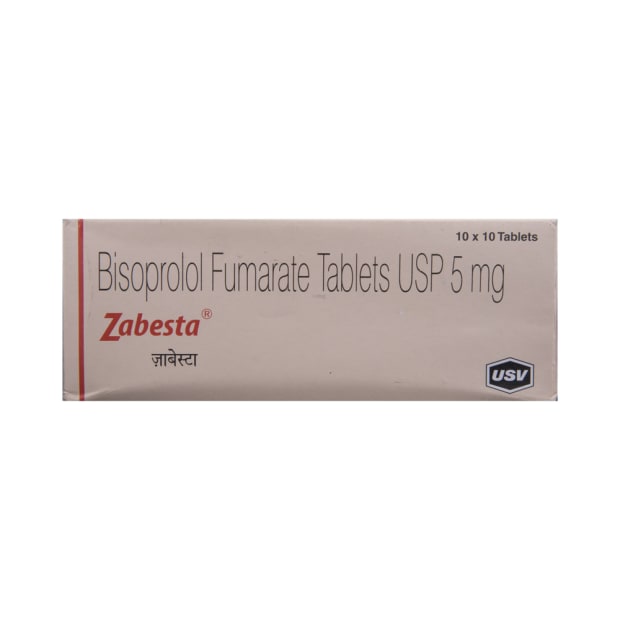 10 x 10 Tablets
Bisoprolol Fumarate Tablets USP 5 mg
Zabesta®
ज़ाबेस्टा
USV